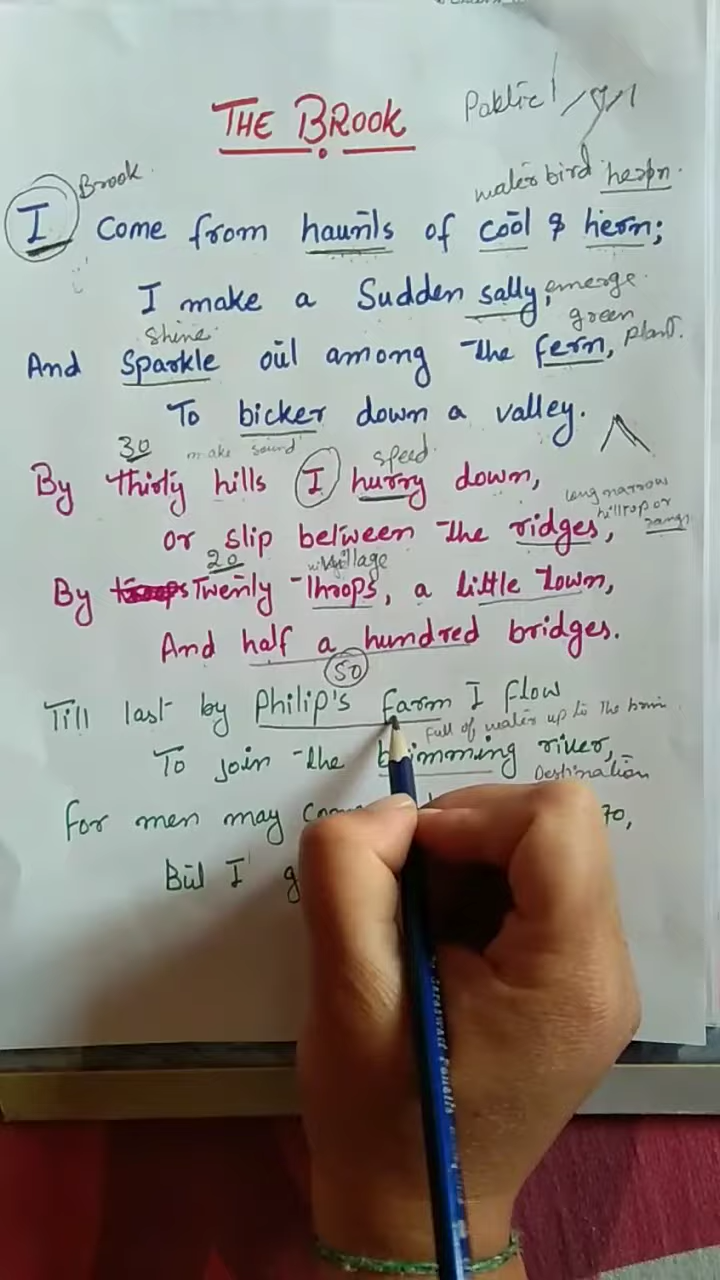 THE BROOK
Brook
water bird
I come from haunts of cool & hern;
I make a Sudden sally, emerge
shine green
And Sparkle out among the fern, plant.
To bicker down a valley.
30 make sound speed
By Thirty hills I hurry down,
long narrow
hilltop or
range
or slip between the ridges,
20 village
By Twenty throps, a little town,
And half a hundred bridges.
50
Till last by Philip's farm I flow
Full of water up to the brim
To join the brimming river,
Destination
For men may
But I